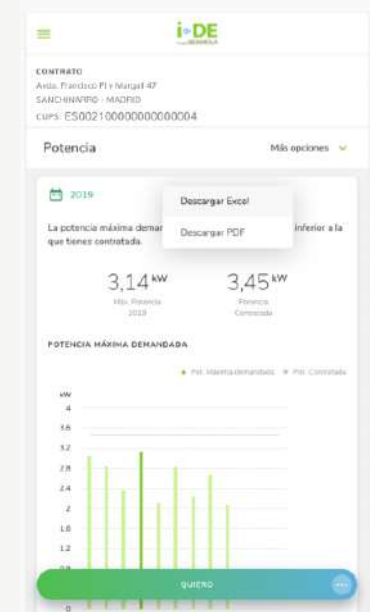 i-DE
CONTRATO
Avda. Francisco Pi y Margall 47
SANCHINARRO - MADRID
CUPS: ES002100000000000004
Potencia
Más opciones
2019
Descargar Excel
Descargar PDF
La potencia máxima deman
inferior a la
que tienes contratada.
3,14 kW
3,45 kW
Máx. Potencia
2019
Potencia
Contratada
POTENCIA MÁXIMA DEMANDADA
Pot. Máxima demandada
Pot. Contratada
kW
4
3.6
3.2
2.8
2.4
2
1.6
1.2
0.8
QUIERO
0